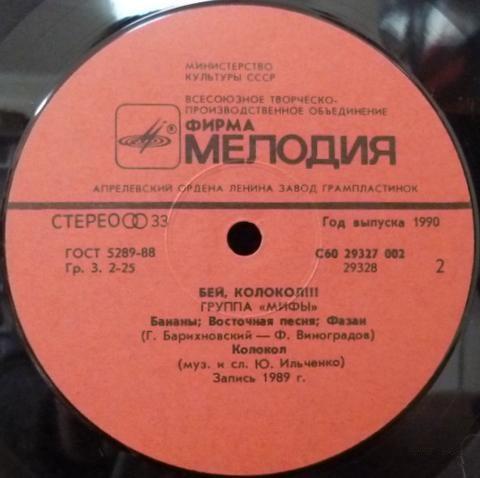 МИНИСТЕРСТВО
КУЛЬТУРЫ СССР
ВСЕСОЮЗНОЕ ТВОРЧЕСКО-
ПРОИЗВОДСТВЕННОЕ ОБЪЕДИНЕНИЕ
ФИРМА
МЕЛОДИЯ
АПРЕЛЕВСКИЙ ОРДЕНА ЛЕНИНА ЗАВОД ГРАМПЛАСТИНОК
СТЕРЕО 33 Год выпуска 1990
ГОСТ 5289-88 С60 29327 002
Гр. 3. 2-25 29328 2
БЕЙ, КОЛОКОЛ!!!
ГРУППА «МИФЫ»
Бананы; Восточная песня; Фазан
(Г. Барихновский — Ф. Виноградов)
Колокол
(муз. и сл. Ю. Ильченко)
Запись 1989 г.